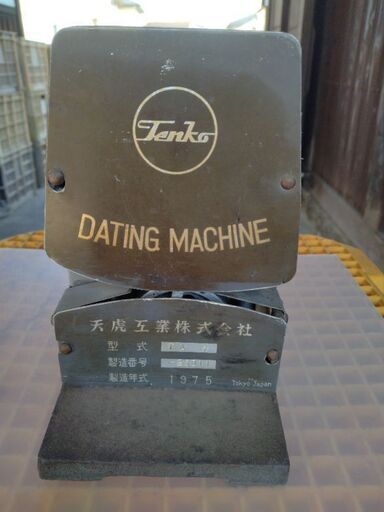 Tenko
DATING MACHINE
天虎工業株式会社
型式
製造番号
製造年式 1975
Tokyo Japan